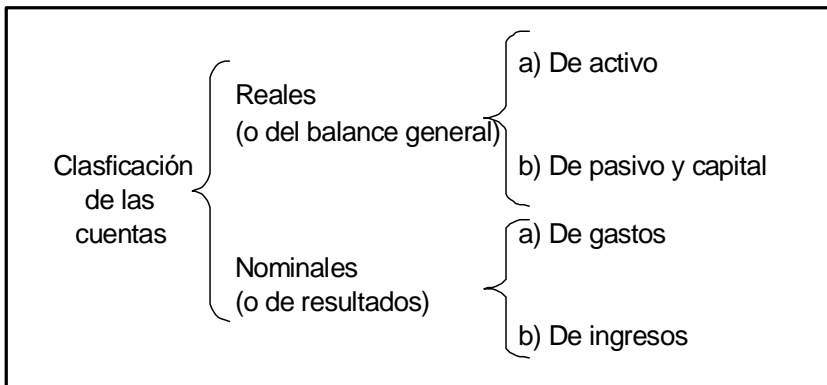 Clasficación
de las
cuentas
Reales
(o del balance general)
a) De activo
b) De pasivo y capital
Nominales
(o de resultados)
a) De gastos
b) De ingresos